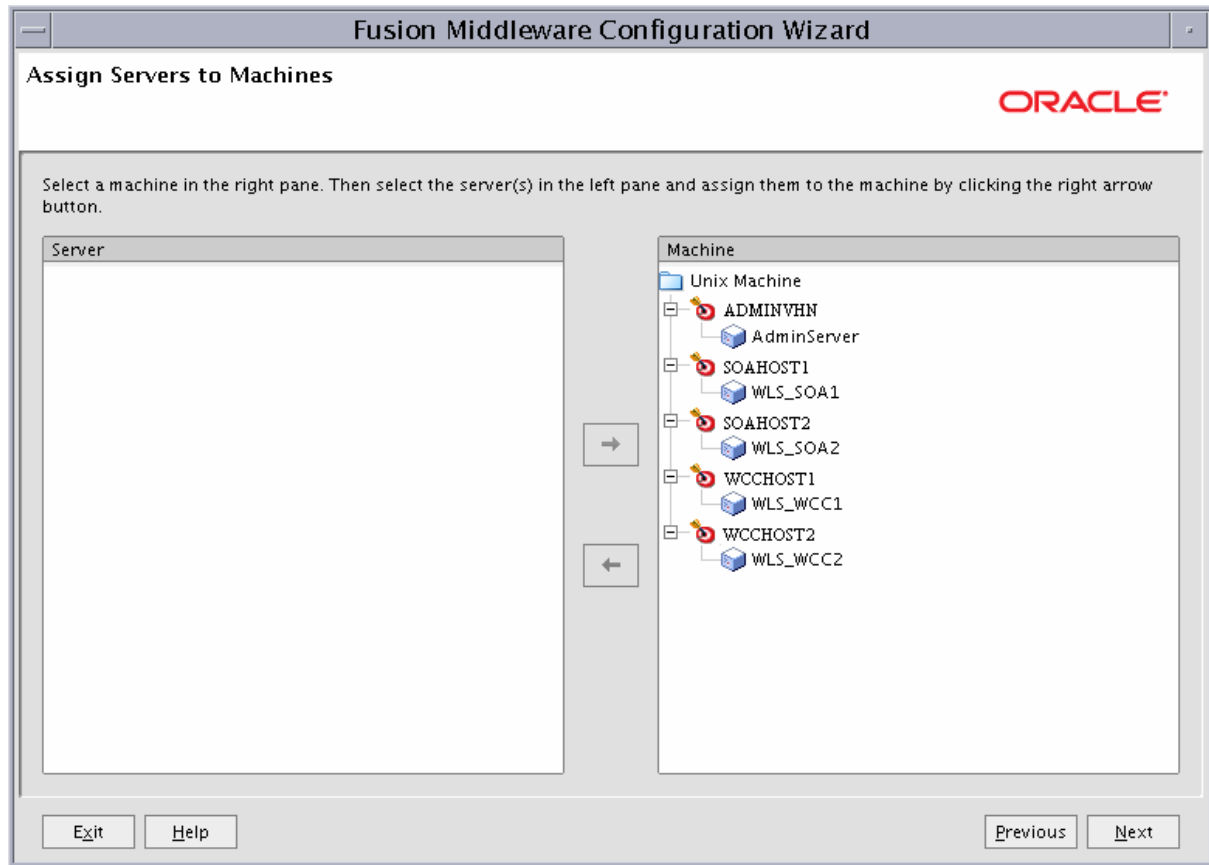 Fusion Middleware Configuration Wizard
Assign Servers to Machines
ORACLE
Select a machine in the right pane. Then select the server(s) in the left pane and assign them to the machine by clicking the right arrow
button.
Server
Machine
Unix Machine
ADMINVHN
AdminServer
SOAHOST1
WLS_SOA1
SOAHOST2
WLS_SOA2
WCCHOST1
WLS_WCC1
WCCHOST2
WLS_WCC2
Exit Help Previous Next